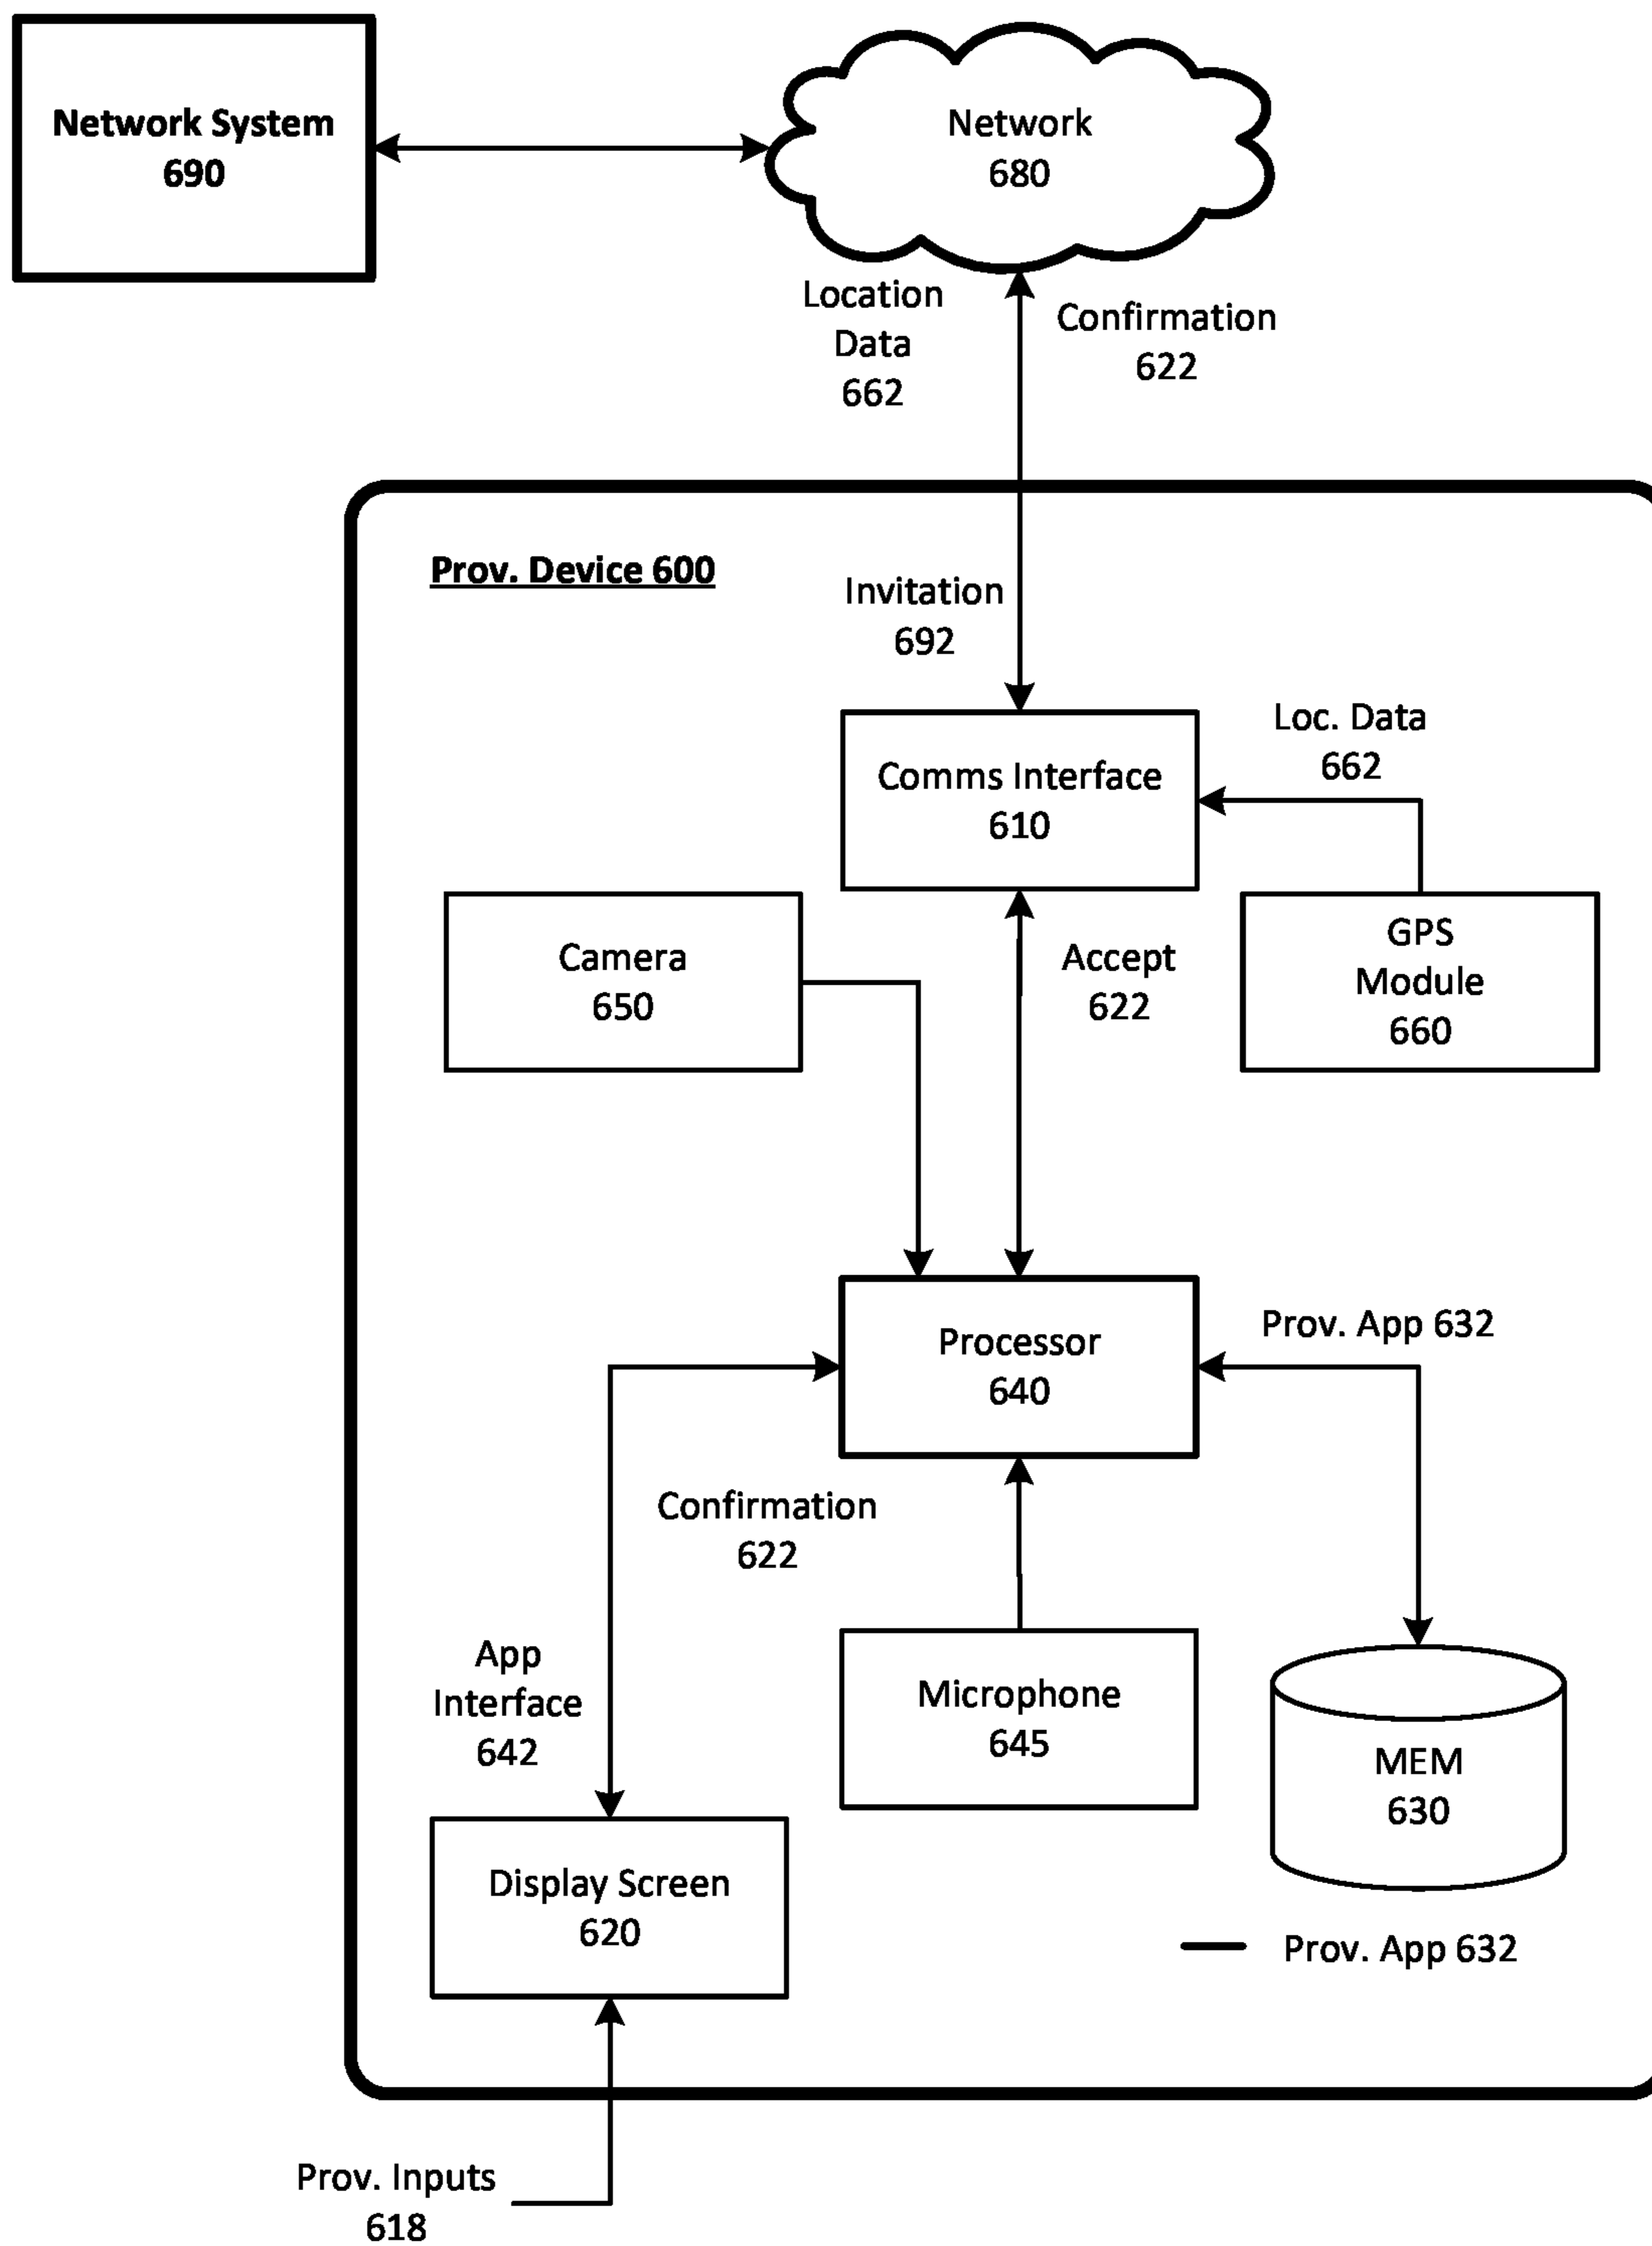 Network System
690
Network
680
Location
Data
662
Confirmation
622
Prov. Device 600
Invitation
692
Comms Interface
610
Loc. Data
662
Camera
650
Accept
622
GPS
Module
660
Processor
640
Prov. App 632
Confirmation
622
App
Interface
642
Microphone
645
MEM
630
Display Screen
620
Prov. App 632
Prov. Inputs
618